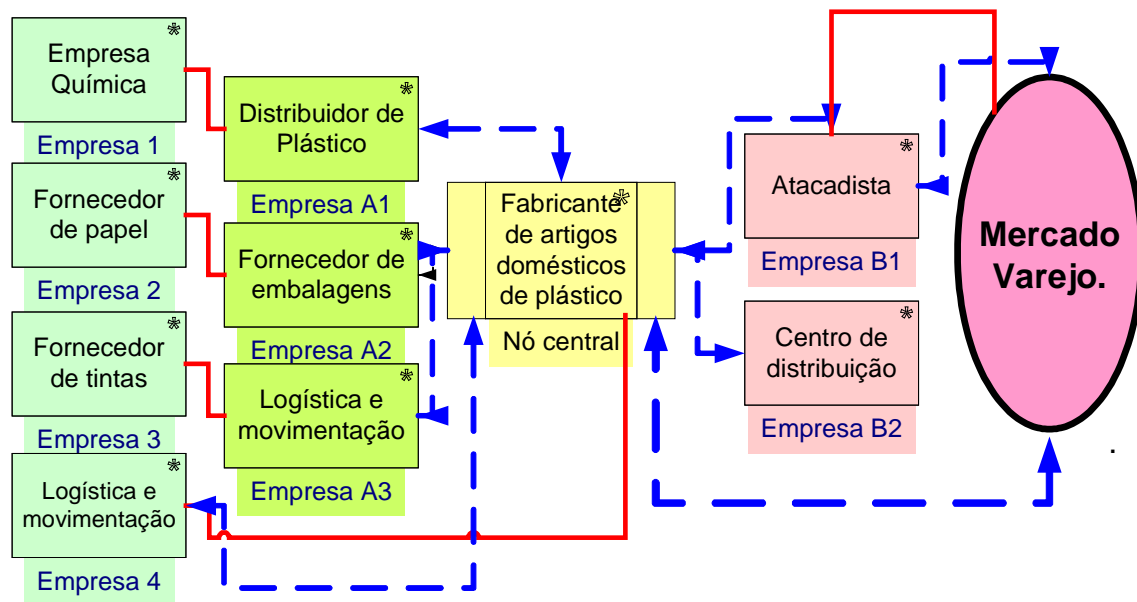 *
Empresa
Química
Empresa 1
*
Fornecedor
de papel
Empresa 2
*
Fornecedor
de tintas
Empresa 3
*
Logística e
movimentação
Empresa 4
*
Distribuidor de
Plástico
Empresa A1
*
Fornecedor de
embalagens
Empresa A2
*
Logística e
movimentação
Empresa A3
*
Fabricante
de artigos
domésticos
de plástico
Nó central
*
Atacadista
Empresa B1
*
Centro de
distribuição
Empresa B2
Mercado
Varejo.
.